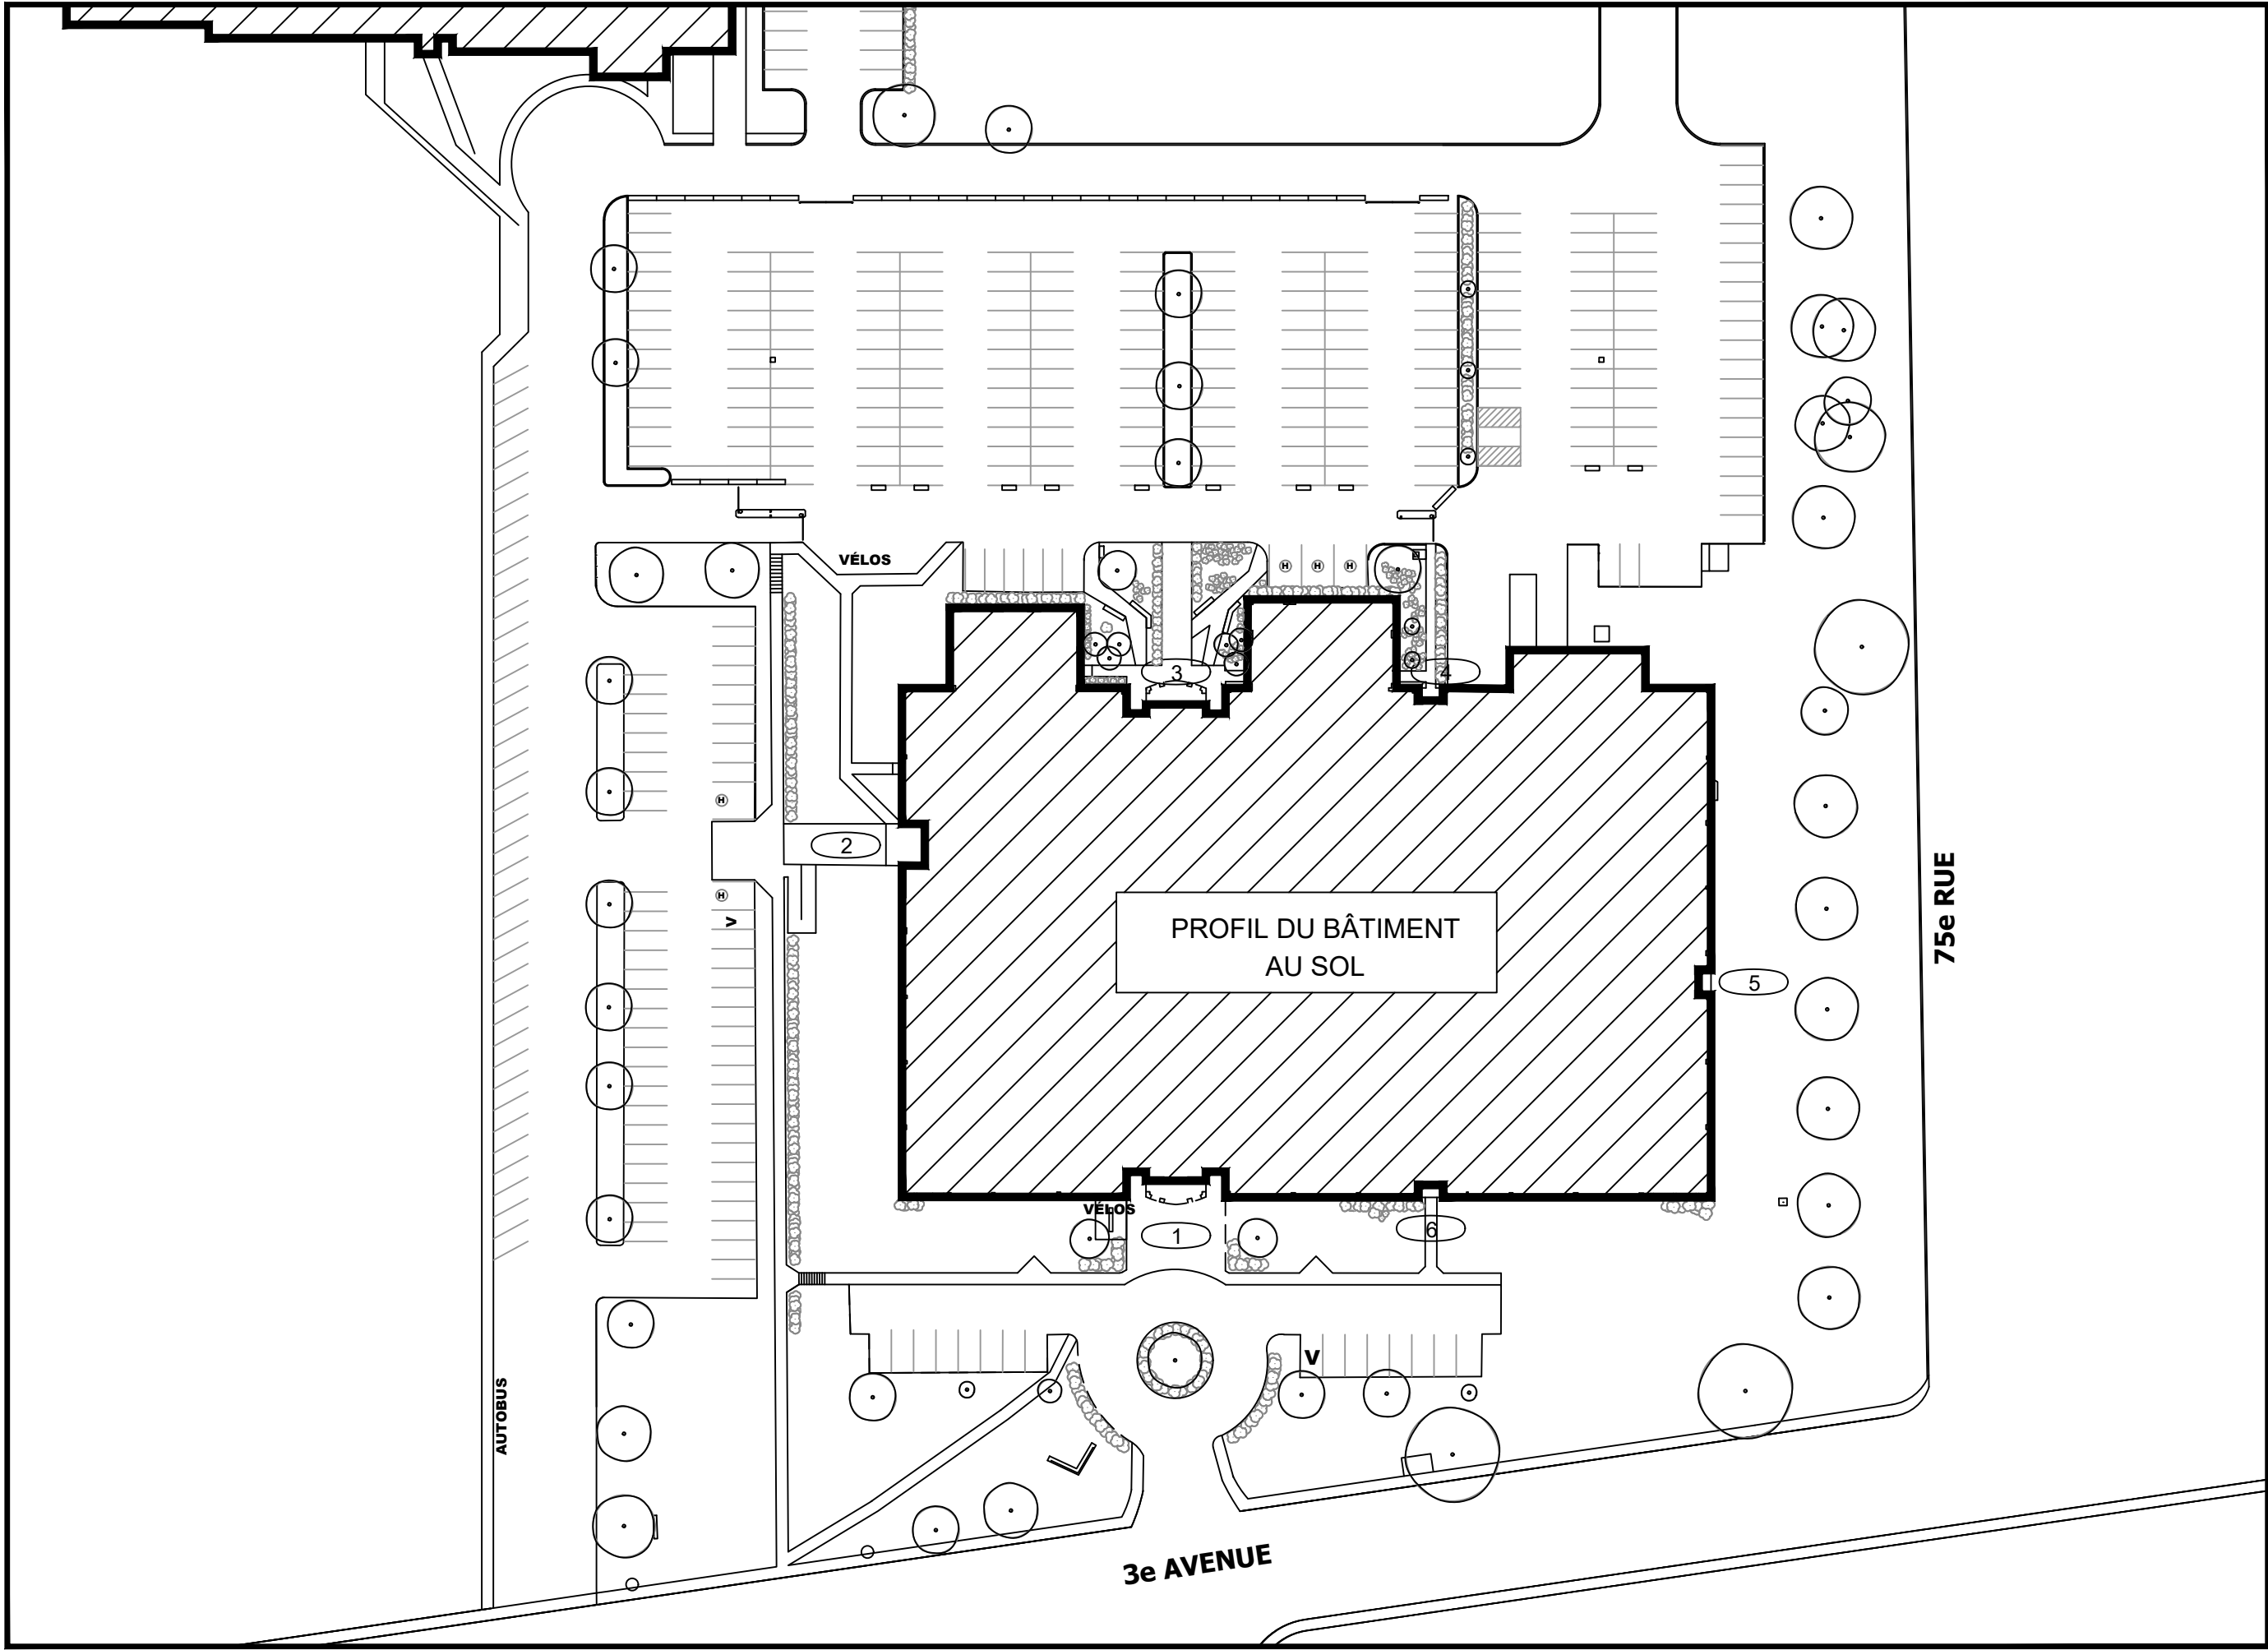 VÉLOS
H H H
3
4
H
2
H
V
PROFIL DU BÂTIMENT
AU SOL
75e RUE
5
VÉLOS
1
6
V
AUTOBUS
3e AVENUE